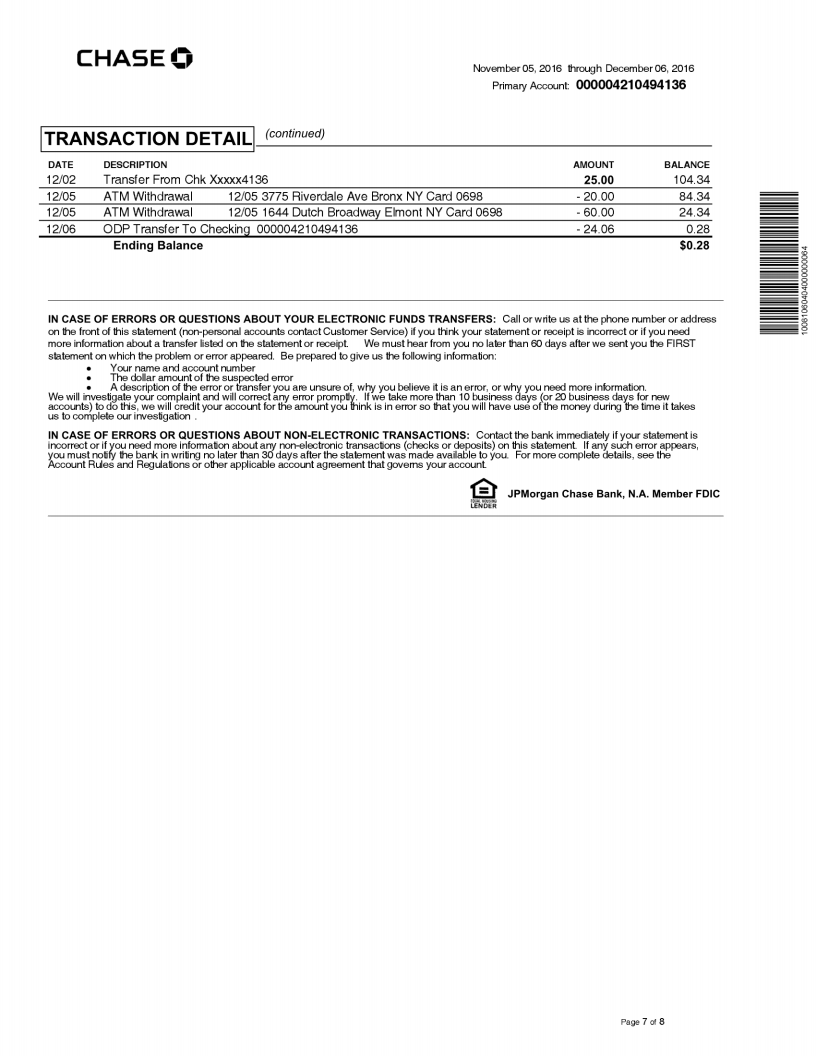 CHASE
November 05, 2016 through December 06, 2016
Primary Account: 000004210494136
TRANSACTION DETAIL (continued)
DATE DESCRIPTION AMOUNT BALANCE
12/02 Transfer From Chk Xxxxx4136 25.00 104.34
12/05 ATM Withdrawal 12/05 3775 Riverdale Ave Bronx NY Card 0698 - 20.00 84.34
12/05 ATM Withdrawal 12/05 1644 Dutch Broadway Elmont NY Card 0698 - 60.00 24.34
12/06 ODP Transfer To Checking 000004210494136 - 24.06 0.28
Ending Balance $0.28
10081060404000000064
IN CASE OF ERRORS OR QUESTIONS ABOUT YOUR ELECTRONIC FUNDS TRANSFERS: Call or write us at the phone number or address
on the front of this statement (non-personal accounts contact Customer Service) if you think your statement or receipt is incorrect or if you need
more information about a transfer listed on the statement or receipt. We must hear from you no later than 60 days after we sent you the FIRST
statement on which the problem or error appeared. Be prepared to give us the following information:
● Your name and account number
● The dollar amount of the suspected error
● A description of the error or transfer you are unsure of, why you believe it is an error, or why you need more information.
We will investigate your complaint and will correct any error promptly. If we take more than 10 business days (or 20 business days for new
accounts) to do this, we will credit your account for the amount you think is in error so that you will have use of the money during the time it takes
us to complete our investigation .
IN CASE OF ERRORS OR QUESTIONS ABOUT NON-ELECTRONIC TRANSACTIONS: Contact the bank immediately if your statement is
incorrect or if you need more information about any non-electronic transactions (checks or deposits) on this statement. If any such error appears,
you must notify the bank in writing no later than 30 days after the statement was made available to you. For more complete details, see the
Account Rules and Regulations or other applicable account agreement that governs your account.
EQUAL HOUSING
LENDER
JPMorgan Chase Bank, N.A. Member FDIC
Page 7 of 8